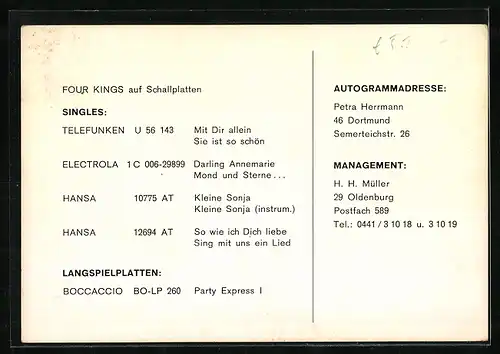 FOUR KINGS auf Schallplatten
SINGLES:
TELEFUNKEN U 56 143 Mit Dir allein
Sie ist so schön
ELECTROLA 1 C 006-29899 Darling Annemarie
Mond und Sterne . . .
HANSA 10775 AT Kleine Sonja
Kleine Sonja (instrum.)
HANSA 12694 AT So wie ich Dich liebe
Sing mit uns ein Lied
LANGSPIELPLATTEN:
BOCCACCIO BO-LP 260 Party Express I
AUTOGRAMMADRESSE:
Petra Herrmann
46 Dortmund
Semerteichstr. 26
MANAGEMENT:
H. H. Müller
29 Oldenburg
Postfach 589
Tel.: 0441 / 3 10 18 u. 3 10 19